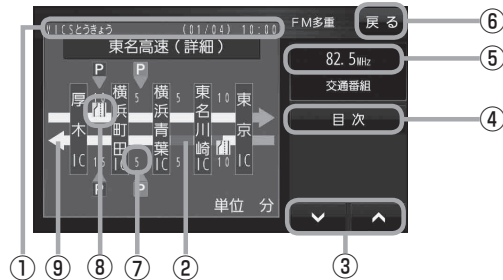 VICSとうきょう (01/04) 10:00
FM多重
戻る
⑥
東名高速(詳細)
82.5MHz
⑤
交通番組
P P
厚木IC 横浜町田IC 横浜青葉IC 東名川崎IC 東京IC
5 5 10
目次
④
15 5 5 10
P P
単位 分
① ⑨ ⑧ ⑦ ② ③